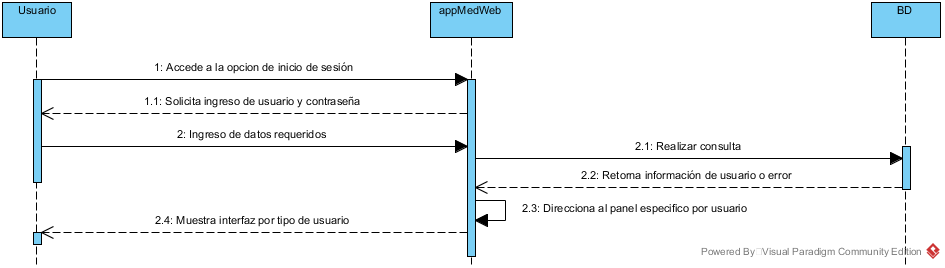 Usuario
appMedWeb
BD
1: Accede a la opcion de inicio de sesión
1.1: Solicita ingreso de usuario y contraseña
2: Ingreso de datos requeridos
2.1: Realizar consulta
2.2: Retorna información de usuario o error
2.3: Direcciona al panel especifico por usuario
2.4: Muestra interfaz por tipo de usuario
Powered By Visual Paradigm Community Edition